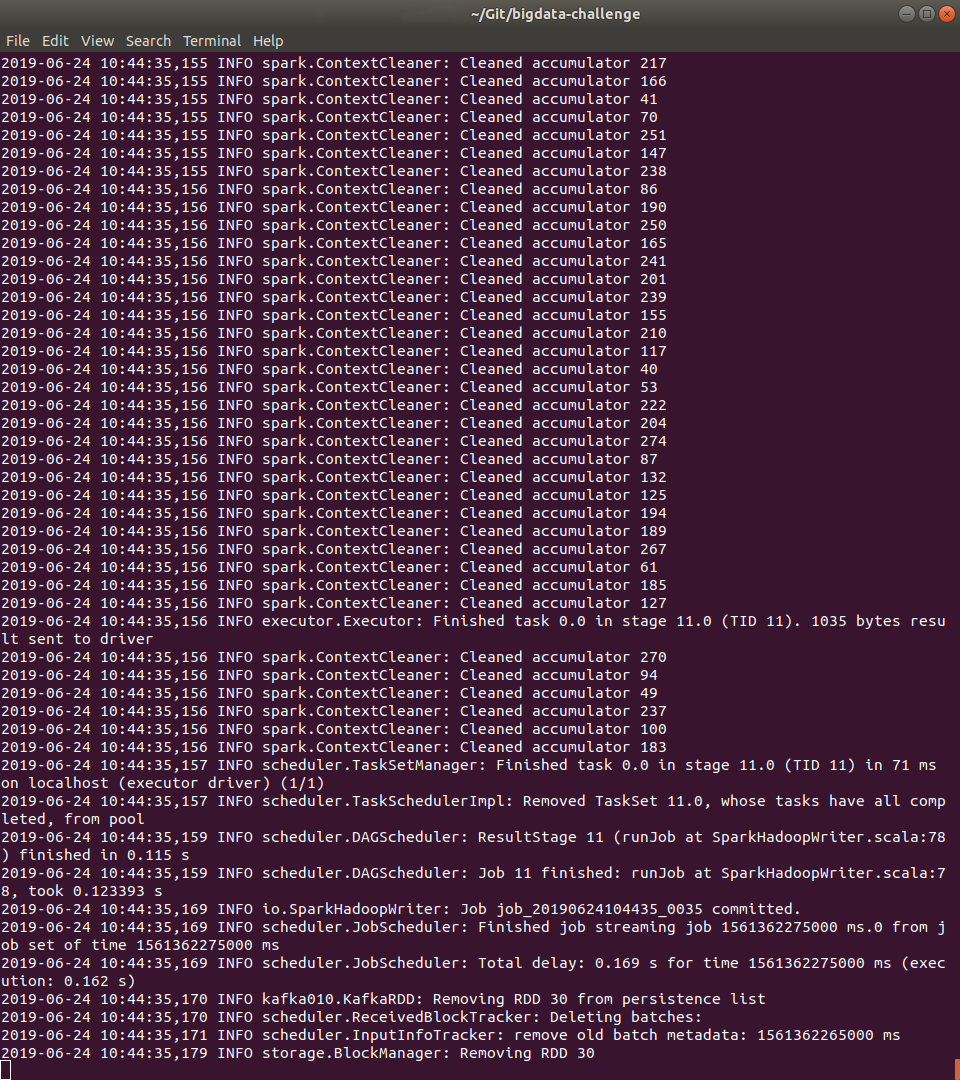 ~/Git/bigdata-challenge
File Edit View Search Terminal Help
2019-06-24 10:44:35,155 INFO spark.ContextCleaner: Cleaned accumulator 217
2019-06-24 10:44:35,155 INFO spark.ContextCleaner: Cleaned accumulator 166
2019-06-24 10:44:35,155 INFO spark.ContextCleaner: Cleaned accumulator 41
2019-06-24 10:44:35,155 INFO spark.ContextCleaner: Cleaned accumulator 70
2019-06-24 10:44:35,155 INFO spark.ContextCleaner: Cleaned accumulator 251
2019-06-24 10:44:35,155 INFO spark.ContextCleaner: Cleaned accumulator 147
2019-06-24 10:44:35,155 INFO spark.ContextCleaner: Cleaned accumulator 238
2019-06-24 10:44:35,156 INFO spark.ContextCleaner: Cleaned accumulator 86
2019-06-24 10:44:35,156 INFO spark.ContextCleaner: Cleaned accumulator 190
2019-06-24 10:44:35,156 INFO spark.ContextCleaner: Cleaned accumulator 250
2019-06-24 10:44:35,156 INFO spark.ContextCleaner: Cleaned accumulator 165
2019-06-24 10:44:35,156 INFO spark.ContextCleaner: Cleaned accumulator 241
2019-06-24 10:44:35,156 INFO spark.ContextCleaner: Cleaned accumulator 201
2019-06-24 10:44:35,156 INFO spark.ContextCleaner: Cleaned accumulator 239
2019-06-24 10:44:35,156 INFO spark.ContextCleaner: Cleaned accumulator 155
2019-06-24 10:44:35,156 INFO spark.ContextCleaner: Cleaned accumulator 210
2019-06-24 10:44:35,156 INFO spark.ContextCleaner: Cleaned accumulator 117
2019-06-24 10:44:35,156 INFO spark.ContextCleaner: Cleaned accumulator 40
2019-06-24 10:44:35,156 INFO spark.ContextCleaner: Cleaned accumulator 53
2019-06-24 10:44:35,156 INFO spark.ContextCleaner: Cleaned accumulator 222
2019-06-24 10:44:35,156 INFO spark.ContextCleaner: Cleaned accumulator 204
2019-06-24 10:44:35,156 INFO spark.ContextCleaner: Cleaned accumulator 274
2019-06-24 10:44:35,156 INFO spark.ContextCleaner: Cleaned accumulator 87
2019-06-24 10:44:35,156 INFO spark.ContextCleaner: Cleaned accumulator 132
2019-06-24 10:44:35,156 INFO spark.ContextCleaner: Cleaned accumulator 125
2019-06-24 10:44:35,156 INFO spark.ContextCleaner: Cleaned accumulator 194
2019-06-24 10:44:35,156 INFO spark.ContextCleaner: Cleaned accumulator 189
2019-06-24 10:44:35,156 INFO spark.ContextCleaner: Cleaned accumulator 267
2019-06-24 10:44:35,156 INFO spark.ContextCleaner: Cleaned accumulator 61
2019-06-24 10:44:35,156 INFO spark.ContextCleaner: Cleaned accumulator 185
2019-06-24 10:44:35,156 INFO spark.ContextCleaner: Cleaned accumulator 127
2019-06-24 10:44:35,156 INFO executor.Executor: Finished task 0.0 in stage 11.0 (TID 11). 1035 bytes resu
lt sent to driver
2019-06-24 10:44:35,156 INFO spark.ContextCleaner: Cleaned accumulator 270
2019-06-24 10:44:35,156 INFO spark.ContextCleaner: Cleaned accumulator 94
2019-06-24 10:44:35,156 INFO spark.ContextCleaner: Cleaned accumulator 49
2019-06-24 10:44:35,156 INFO spark.ContextCleaner: Cleaned accumulator 237
2019-06-24 10:44:35,156 INFO spark.ContextCleaner: Cleaned accumulator 100
2019-06-24 10:44:35,156 INFO spark.ContextCleaner: Cleaned accumulator 183
2019-06-24 10:44:35,157 INFO scheduler.TaskSetManager: Finished task 0.0 in stage 11.0 (TID 11) in 71 ms
on localhost (executor driver) (1/1)
2019-06-24 10:44:35,157 INFO scheduler.TaskSchedulerImpl: Removed TaskSet 11.0, whose tasks have all comp
leted, from pool
2019-06-24 10:44:35,159 INFO scheduler.DAGScheduler: ResultStage 11 (runJob at SparkHadoopWriter.scala:78
) finished in 0.115 s
2019-06-24 10:44:35,159 INFO scheduler.DAGScheduler: Job 11 finished: runJob at SparkHadoopWriter.scala:7
8, took 0.123393 s
2019-06-24 10:44:35,169 INFO io.SparkHadoopWriter: Job job_20190624104435_0035 committed.
2019-06-24 10:44:35,169 INFO scheduler.JobScheduler: Finished job streaming job 1561362275000 ms.0 from j
ob set of time 1561362275000 ms
2019-06-24 10:44:35,169 INFO scheduler.JobScheduler: Total delay: 0.169 s for time 1561362275000 ms (exec
ution: 0.162 s)
2019-06-24 10:44:35,170 INFO kafka010.KafkaRDD: Removing RDD 30 from persistence list
2019-06-24 10:44:35,170 INFO scheduler.ReceivedBlockTracker: Deleting batches:
2019-06-24 10:44:35,171 INFO scheduler.InputInfoTracker: remove old batch metadata: 1561362265000 ms
2019-06-24 10:44:35,179 INFO storage.BlockManager: Removing RDD 30